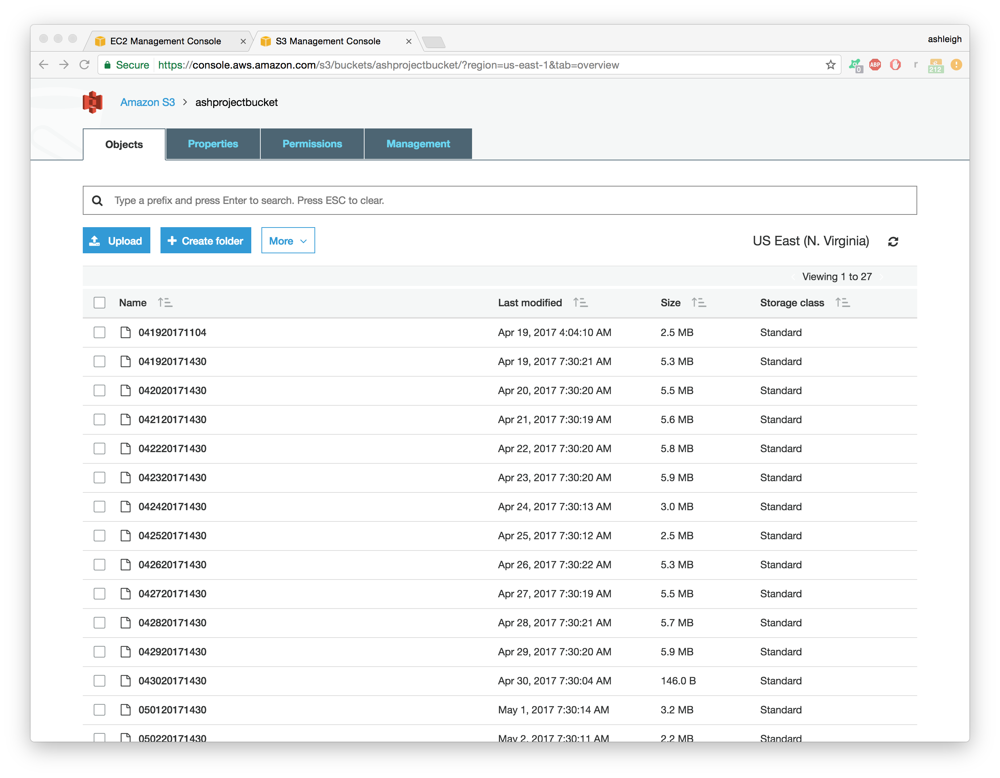 EC2 Management Console
S3 Management Console
ashleigh
Secure https://console.aws.amazon.com/s3/buckets/ashprojectbucket/?region=us-east-1&tab=overview
0 ABP r 212
Amazon S3 > ashprojectbucket
Objects Properties Permissions Management
Type a prefix and press Enter to search. Press ESC to clear.
Upload + Create folder More US East (N. Virginia)
Viewing 1 to 27
Name Last modified Size Storage class
041920171104 Apr 19, 2017 4:04:10 AM 2.5 MB Standard
041920171430 Apr 19, 2017 7:30:21 AM 5.3 MB Standard
042020171430 Apr 20, 2017 7:30:20 AM 5.5 MB Standard
042120171430 Apr 21, 2017 7:30:19 AM 5.6 MB Standard
042220171430 Apr 22, 2017 7:30:20 AM 5.8 MB Standard
042320171430 Apr 23, 2017 7:30:20 AM 5.9 MB Standard
042420171430 Apr 24, 2017 7:30:13 AM 3.0 MB Standard
042520171430 Apr 25, 2017 7:30:12 AM 2.5 MB Standard
042620171430 Apr 26, 2017 7:30:22 AM 5.3 MB Standard
042720171430 Apr 27, 2017 7:30:19 AM 5.5 MB Standard
042820171430 Apr 28, 2017 7:30:21 AM 5.7 MB Standard
042920171430 Apr 29, 2017 7:30:20 AM 5.9 MB Standard
043020171430 Apr 30, 2017 7:30:04 AM 146.0 B Standard
050120171430 May 1, 2017 7:30:14 AM 3.2 MB Standard
050220171430 May 2, 2017 7:30:11 AM 2.2 MB Standard